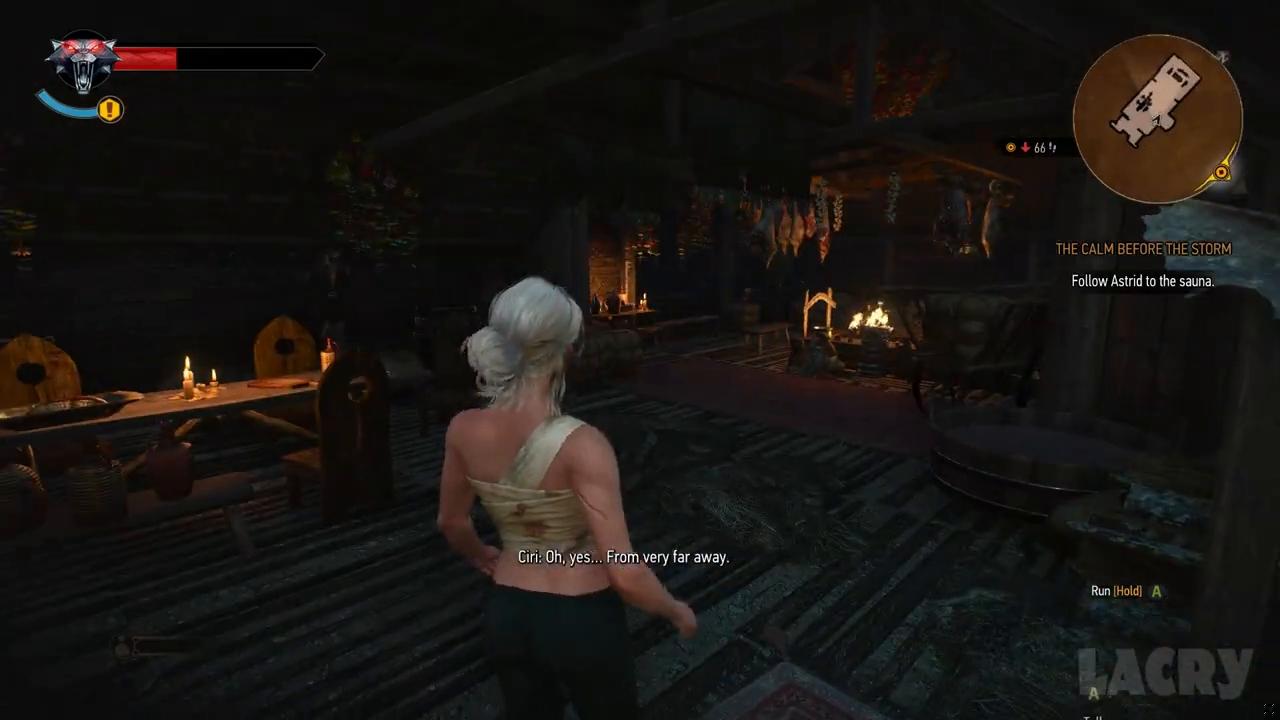 66
THE CALM BEFORE THE STORM
Follow Astrid to the sauna.
Ciri: Oh, yes... From very far away.
Run [Hold] A
LACRY
A